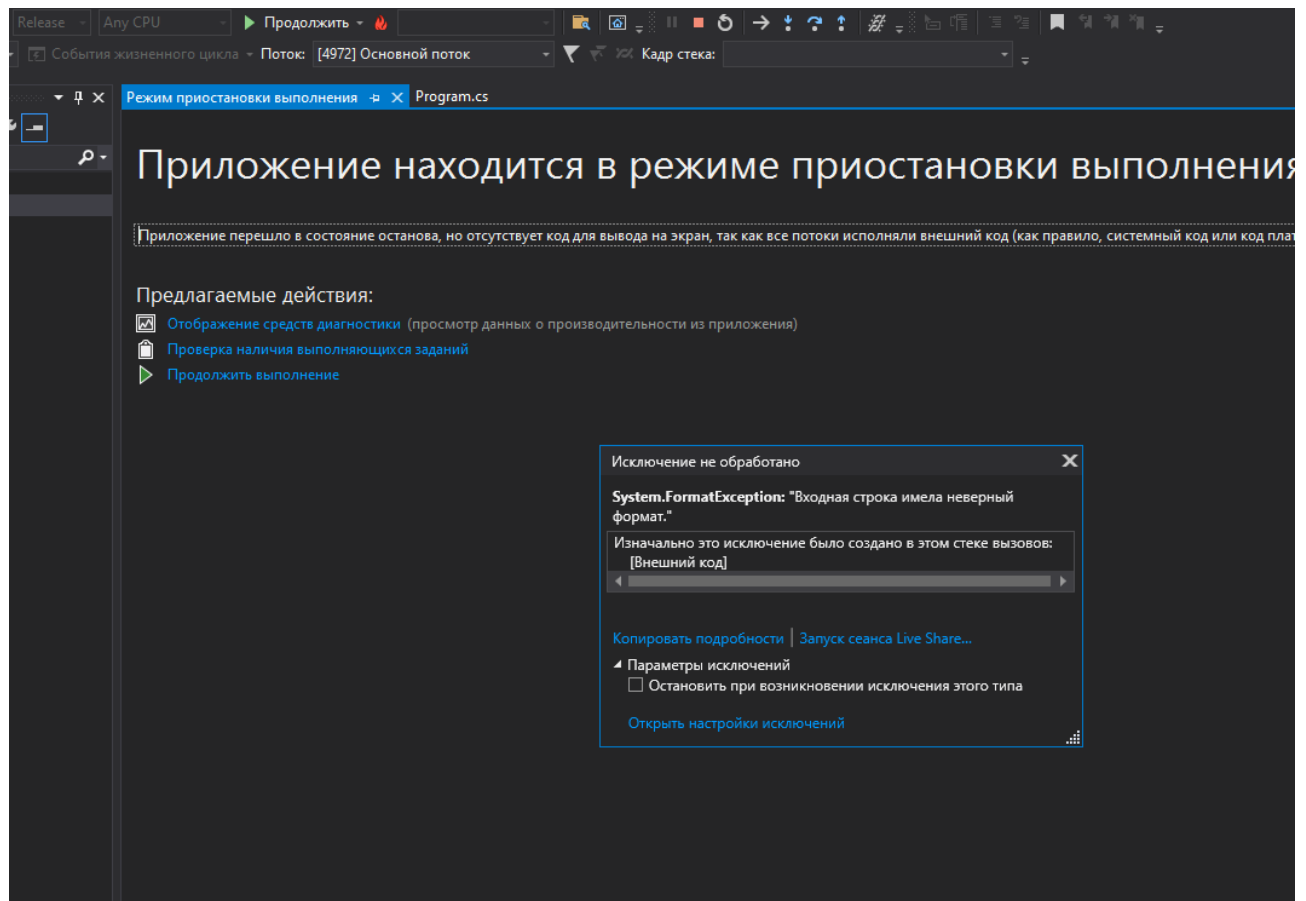 Release
Any CPU
Продолжить
События жизненного цикла
Поток:
[4972] Основной поток
Кадр стека:
Режим приостановки выполнения
Program.cs
Приложение находится в режиме приостановки выполнения
Приложение перешло в состояние останова, но отсутствует код для вывода на экран, так как все потоки исполняли внешний код (как правило, системный код или код
Предлагаемые действия:
Отображение средств диагностики (просмотр данных о производительности из приложения)
Проверка наличия выполняющихся заданий
Продолжить выполнение
Исключение не обработано
System.FormatException: "Входная строка имела неверный
формат."
Изначально это исключение было создано в этом стеке вызовов:
[Внешний код]
Копировать подробности | Запуск сеанса Live Share...
Параметры исключений
Остановить при возникновении исключения этого типа
Открыть настройки исключений